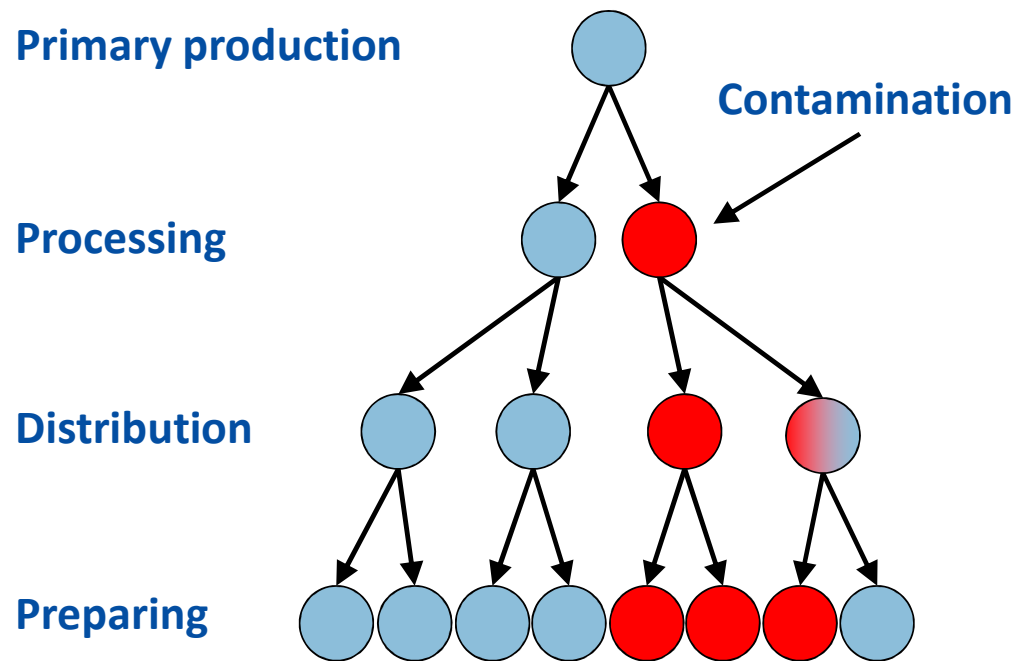 Primary production
Contamination
Processing
Distribution
Preparing